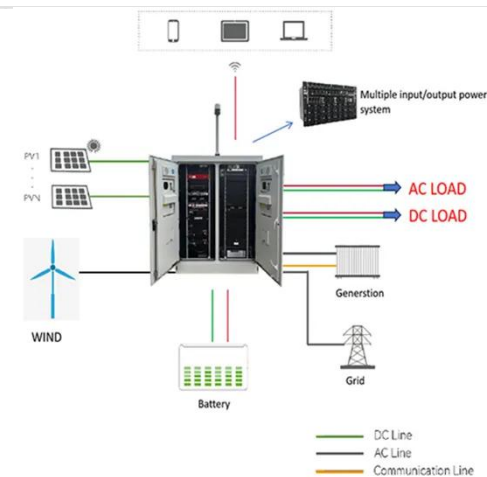 Multiple input/output power
system
PV1
PVN
AC LOAD
DC LOAD
WIND
Generstion
Grid
Battery
DC Line
AC Line
Communication Line